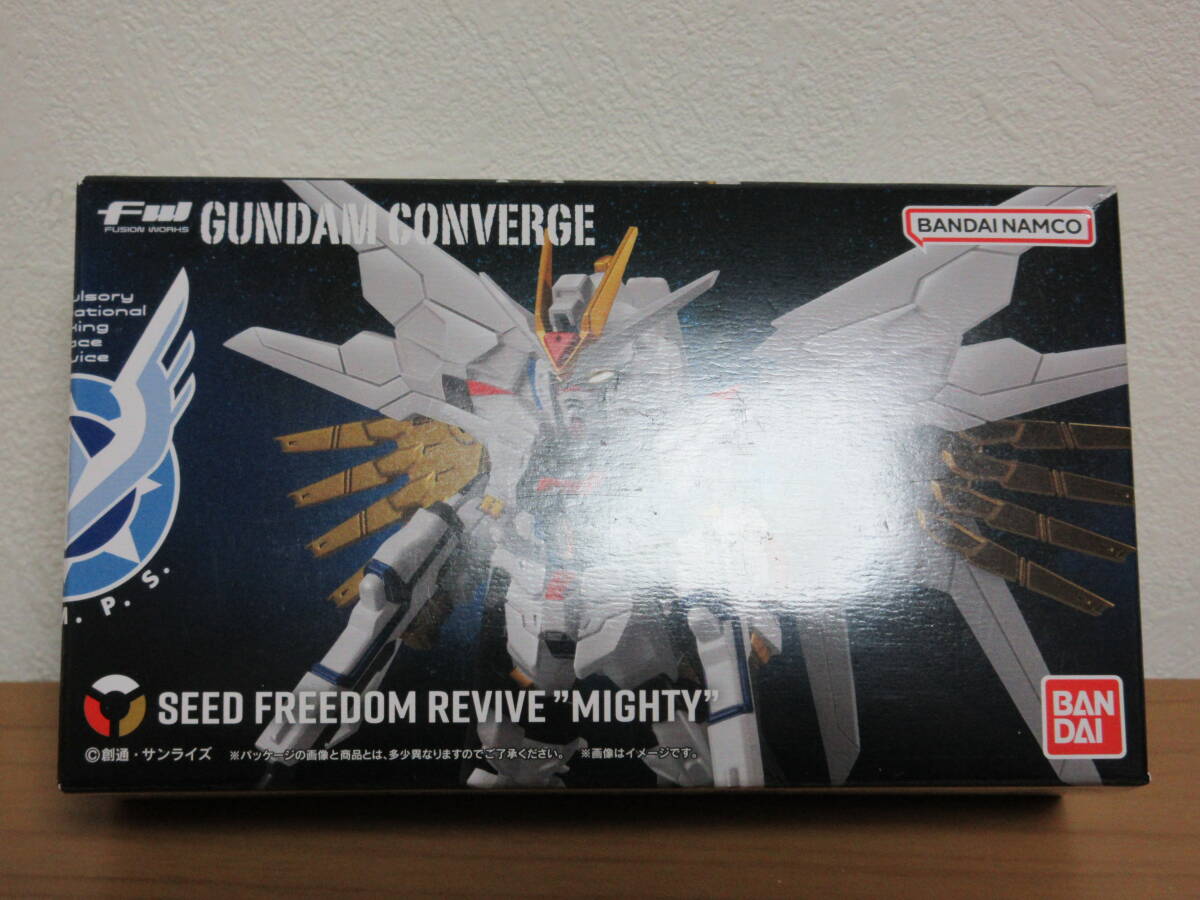 FW
FUSION WORKS
GUNDAM CONVERGE
BANDAI NAMCO
ulsory
ational
king
ace
vice
M. P. S.
SEED FREEDOM REVIVE "MIGHTY"
BAN
DAI
©創通・サンライズ ※パッケージの画像と商品とは、多少異なりますのでご了承ください。 ※画像はイメージです。